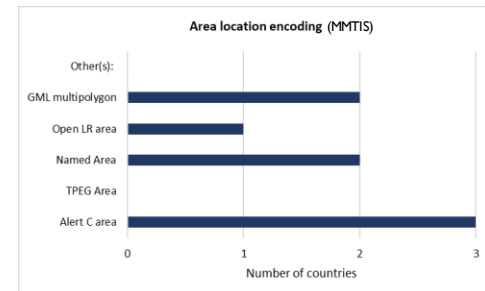 Area location encoding (MMTIS)
Other(s):
GML multipolygon
Open LR area
Named Area
TPEG Area
Alert C area
0 1 2 3
Number of countries